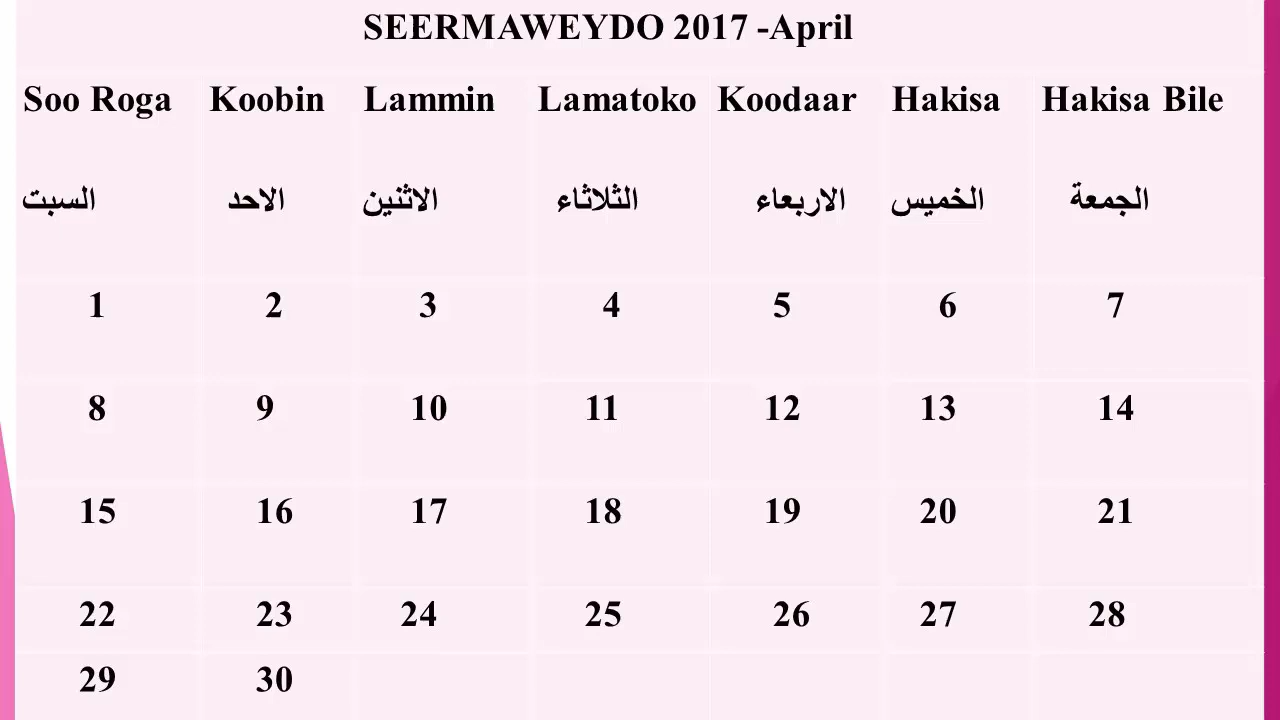 SEERMAWEYDO 2017 -April
Soo Roga Koobin Lammin Lamatoko Koodaar Hakisa Hakisa Bile
السبت الاحد الاثنين الثلاثاء الاربعاء الخميس الجمعة
1 2 3 4 5 6 7
8 9 10 11 12 13 14
15 16 17 18 19 20 21
22 23 24 25 26 27 28
29 30